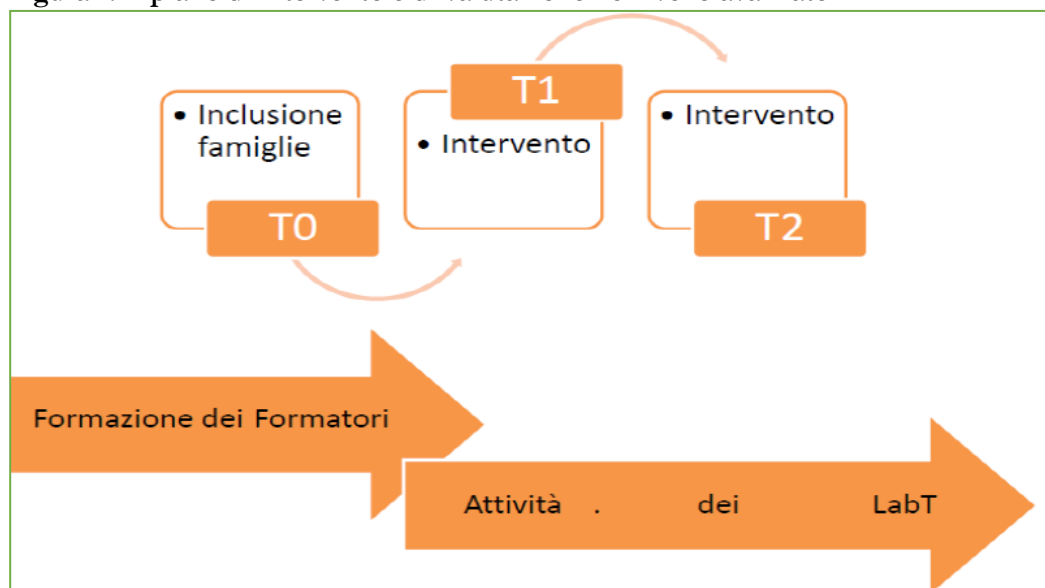 • Inclusione
famiglie
T0
T1
• Intervento
• Intervento
T2
Formazione dei Formatori
Attività . dei LabT